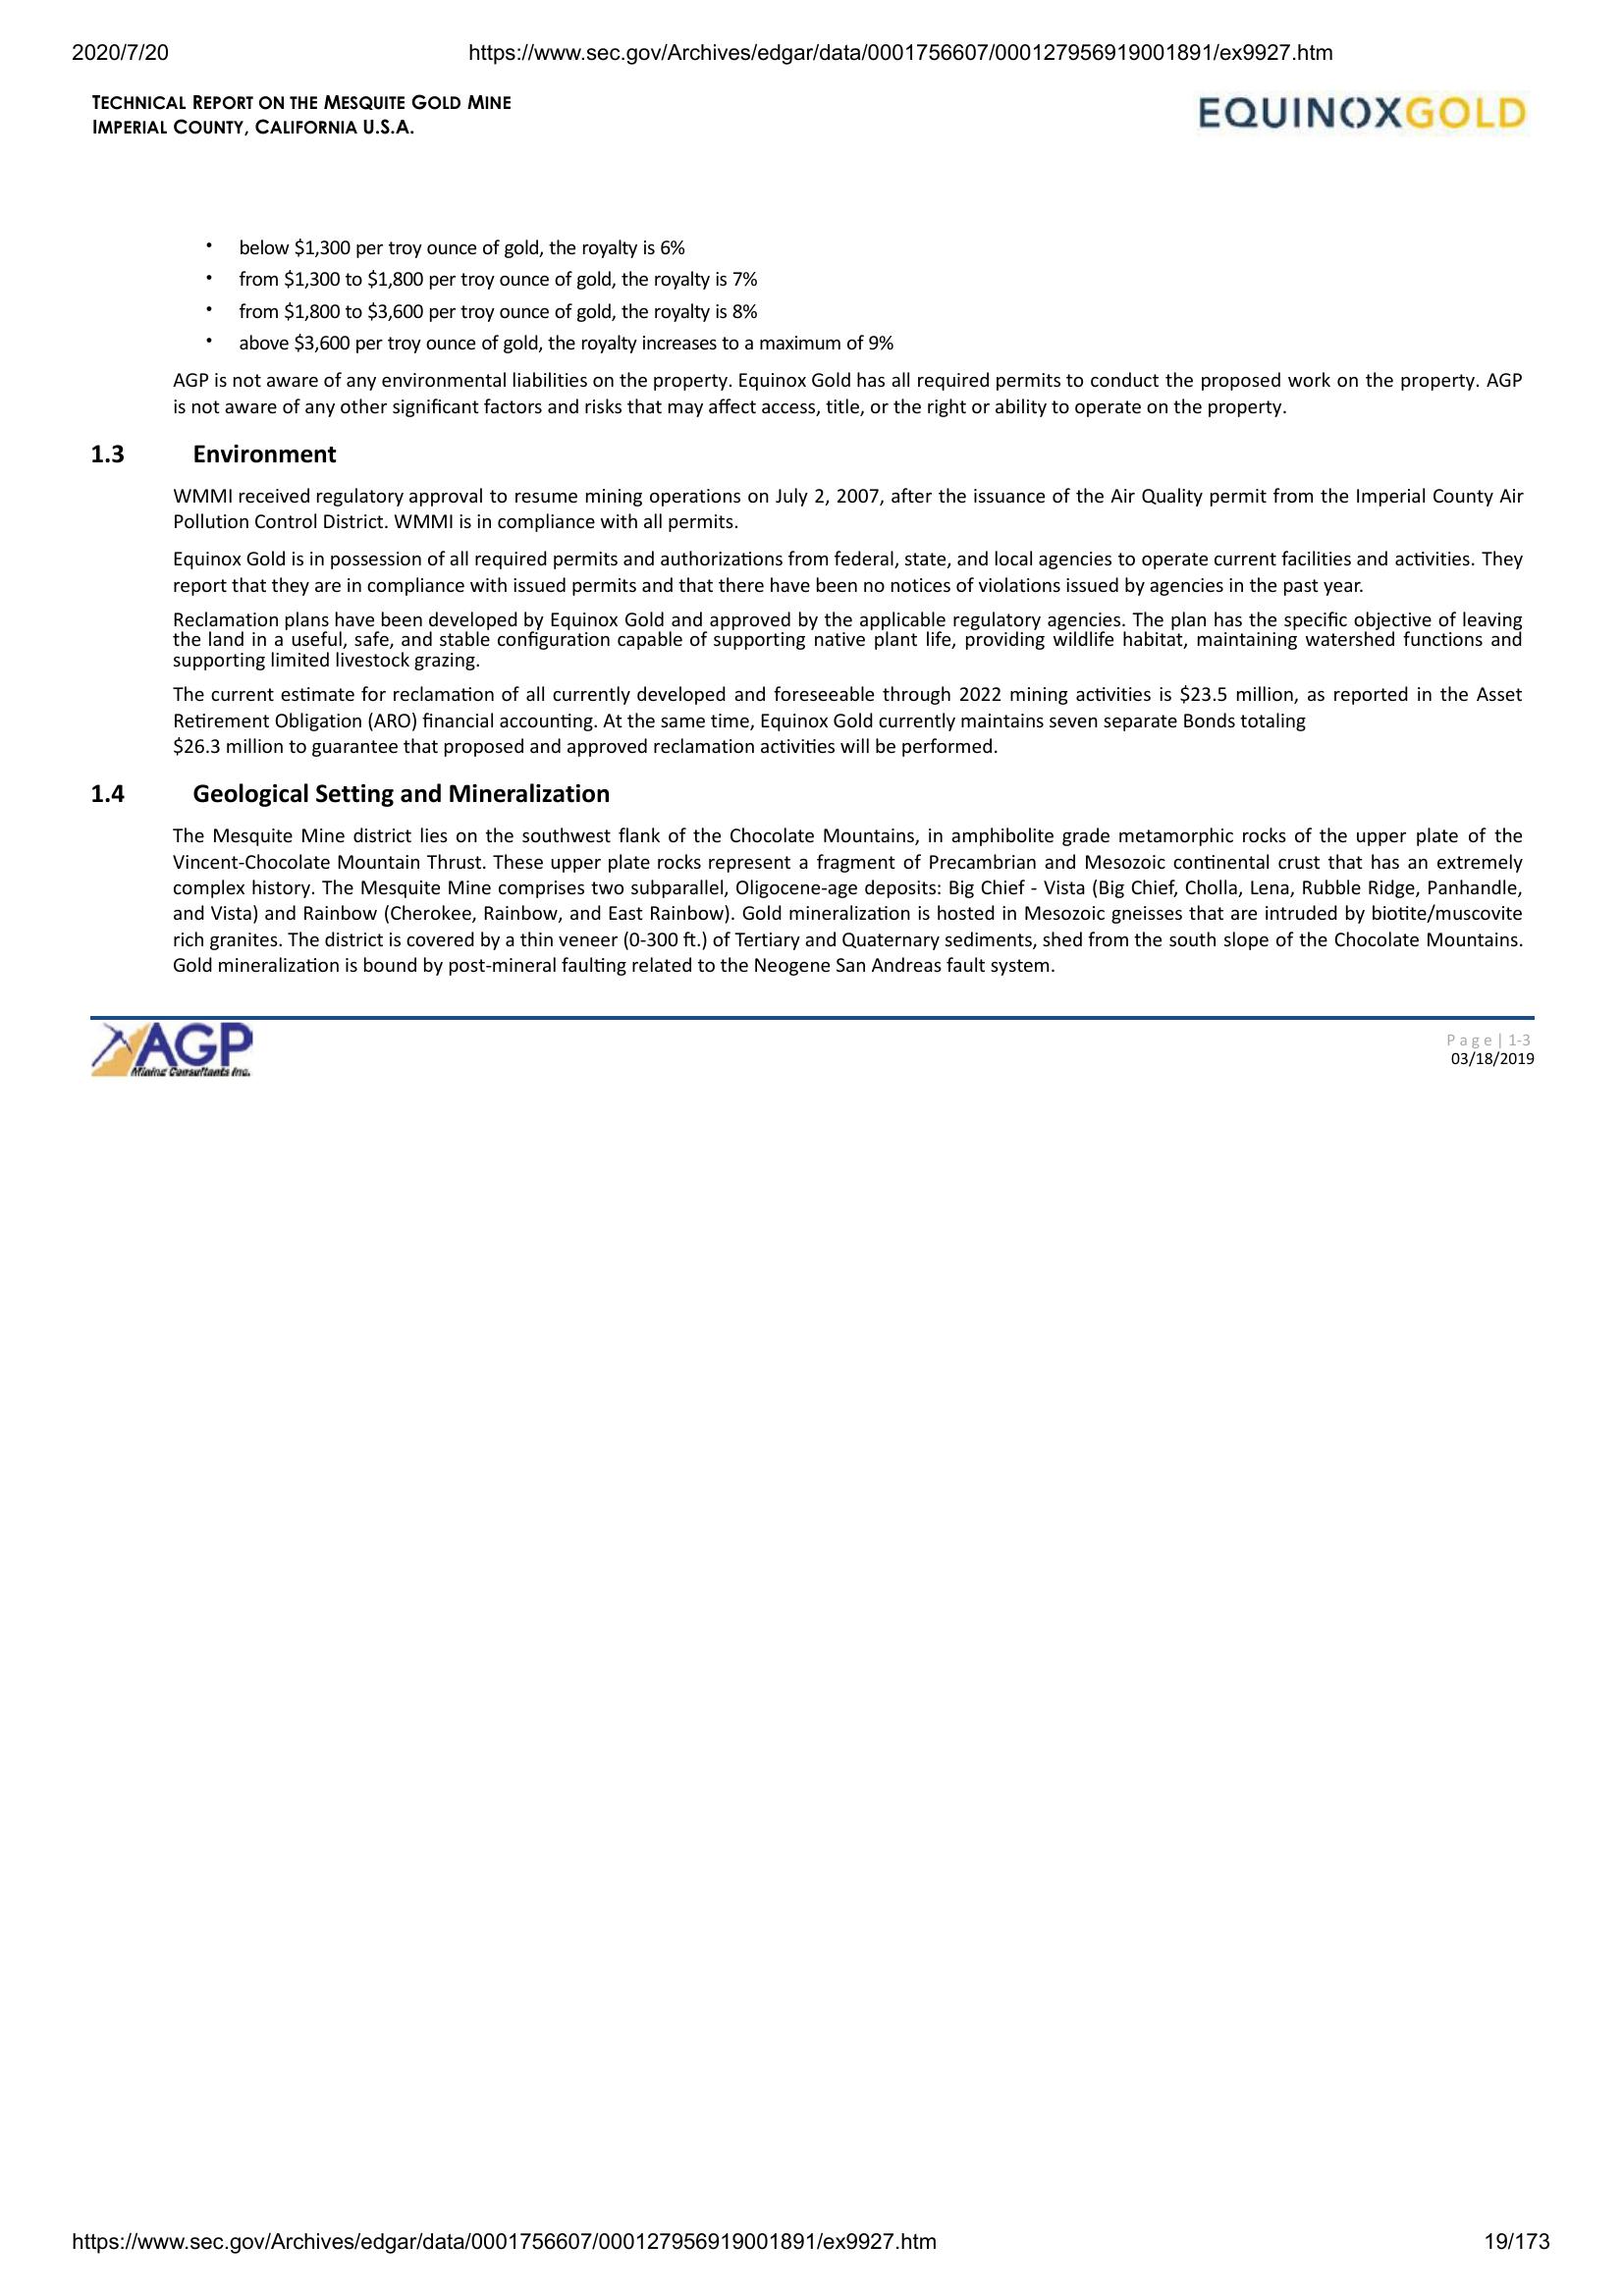 2020/7/20 https://www.sec.gov/Archives/edgar/data/0001756607/000127956919001891/ex9927.htm
TECHNICAL REPORT ON THE MESQUITE GOLD MINE
IMPERIAL COUNTY, CALIFORNIA U.S.A.
EQUINOXGOLD
• below $1,300 per troy ounce of gold, the royalty is 6%
• from $1,300 to $1,800 per troy ounce of gold, the royalty is 7%
• from $1,800 to $3,600 per troy ounce of gold, the royalty is 8%
• above $3,600 per troy ounce of gold, the royalty increases to a maximum of 9%
AGP is not aware of any environmental liabilities on the property. Equinox Gold has all required permits to conduct the proposed work on the property. AGP
is not aware of any other significant factors and risks that may affect access, title, or the right or ability to operate on the property.
1.3 Environment
WMMI received regulatory approval to resume mining operations on July 2, 2007, after the issuance of the Air Quality permit from the Imperial County Air
Pollution Control District. WMMI is in compliance with all permits.
Equinox Gold is in possession of all required permits and authorizations from federal, state, and local agencies to operate current facilities and activities. They
report that they are in compliance with issued permits and that there have been no notices of violations issued by agencies in the past year.
Reclamation plans have been developed by Equinox Gold and approved by the applicable regulatory agencies. The plan has the specific objective of leaving
the land in a useful, safe, and stable configuration capable of supporting native plant life, providing wildlife habitat, maintaining watershed functions and
supporting limited livestock grazing.
The current estimate for reclamation of all currently developed and foreseeable through 2022 mining activities is $23.5 million, as reported in the Asset
Retirement Obligation (ARO) financial accounting. At the same time, Equinox Gold currently maintains seven separate Bonds totaling
$26.3 million to guarantee that proposed and approved reclamation activities will be performed.
1.4 Geological Setting and Mineralization
The Mesquite Mine district lies on the southwest flank of the Chocolate Mountains, in amphibolite grade metamorphic rocks of the upper plate of the
Vincent-Chocolate Mountain Thrust. These upper plate rocks represent a fragment of Precambrian and Mesozoic continental crust that has an extremely
complex history. The Mesquite Mine comprises two subparallel, Oligocene-age deposits: Big Chief - Vista (Big Chief, Cholla, Lena, Rubble Ridge, Panhandle,
and Vista) and Rainbow (Cherokee, Rainbow, and East Rainbow). Gold mineralization is hosted in Mesozoic gneisses that are intruded by biotite/muscovite
rich granites. The district is covered by a thin veneer (0-300 ft.) of Tertiary and Quaternary sediments, shed from the south slope of the Chocolate Mountains.
Gold mineralization is bound by post-mineral faulting related to the Neogene San Andreas fault system.
AGP
Mining Consultants Inc.
Page | 1-3
03/18/2019
https://www.sec.gov/Archives/edgar/data/0001756607/000127956919001891/ex9927.htm 19/173